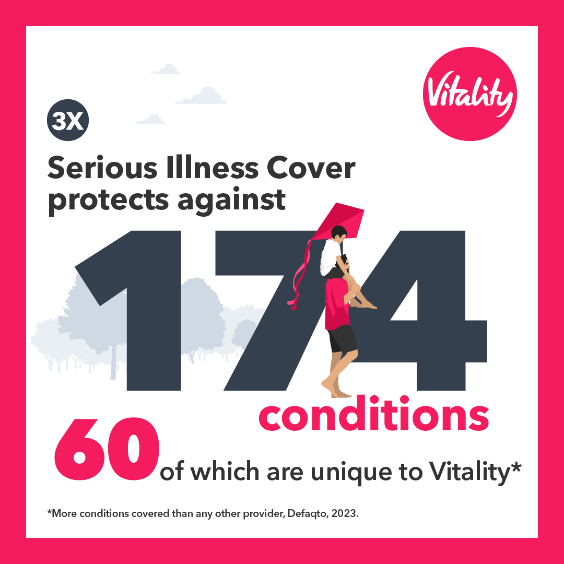 Vitality
3X
Serious Illness Cover
protects against
174
conditions
60 of which are unique to Vitality*
*More conditions covered than any other provider, Defaqto, 2023.